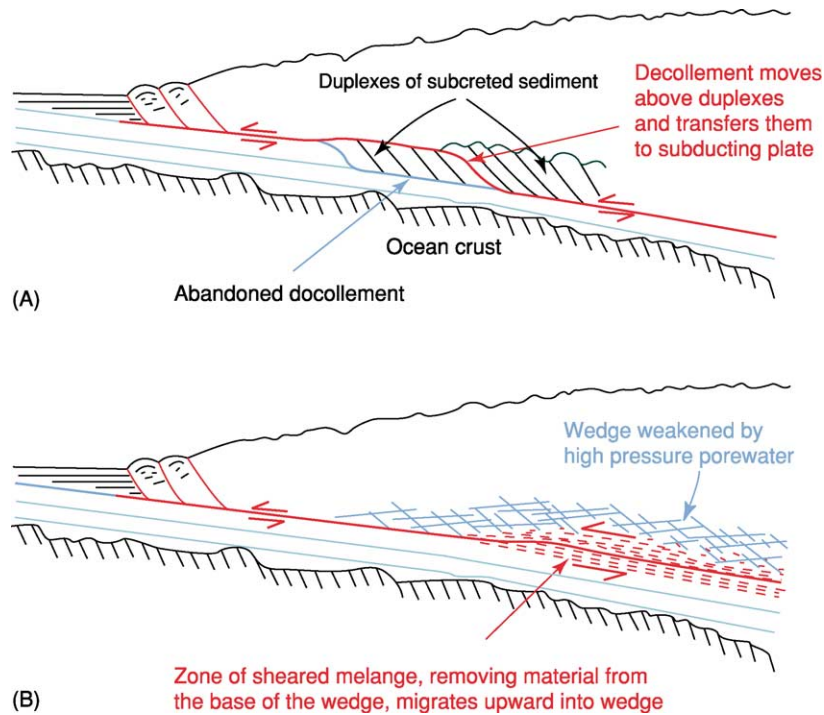 Duplexes of subcreted sediment
Decollement moves
above duplexes
and transfers them
to subducting plate
Ocean crust
Abandoned docollement
(A)
Wedge weakened by
high pressure porewater
Zone of sheared melange, removing material from
the base of the wedge, migrates upward into wedge
(B)